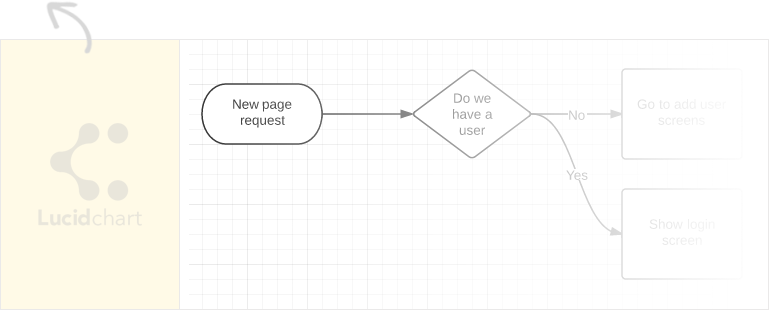 New page
request
Do we
have a
user
No
Go to add user
screens
Yes
Show login
screen
Lucidchart